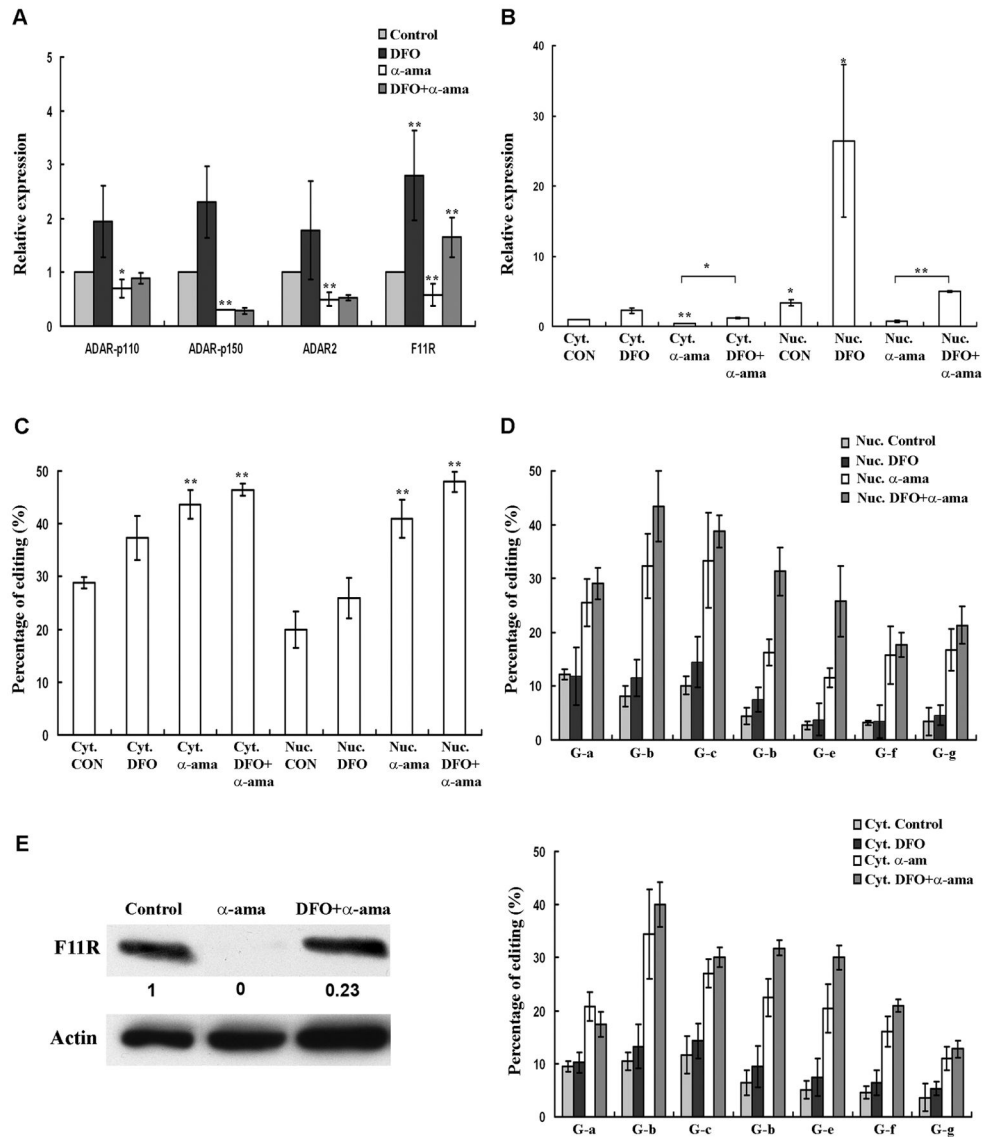 A
Control
DFO
α-ama
DFO+α-ama
Relative expression
5
4
3
2
1
0
*
**
**
**
**
**
ADAR-p110
ADAR-p150
ADAR2
F11R
B
Relative expression
40
30
20
10
0
**
*
*
*
**
Cyt. CON
Cyt. DFO
Cyt. α-ama
Cyt. DFO+ α-ama
Nuc. CON
Nuc. DFO
Nuc. α-ama
Nuc. DFO+ α-ama
C
Percentage of editing (%)
50
40
30
20
10
0
**
**
**
**
Cyt. CON
Cyt. DFO
Cyt. α-ama
Cyt. DFO+ α-ama
Nuc. CON
Nuc. DFO
Nuc. α-ama
Nuc. DFO+ α-ama
D
Nuc. Control
Nuc. DFO
Nuc. α-ama
Nuc. DFO+α-ama
Percentage of editing (%)
50
40
30
20
10
0
G-a
G-b
G-c
G-b
G-e
G-f
G-g
E
Control
α-ama
DFO+α-ama
F11R
1
0
0.23
Actin
Cyt. Control
Cyt. DFO
Cyt. α-am
Cyt. DFO+α-ama
Percentage of editing (%)
50
40
30
20
10
0
G-a
G-b
G-c
G-b
G-e
G-f
G-g